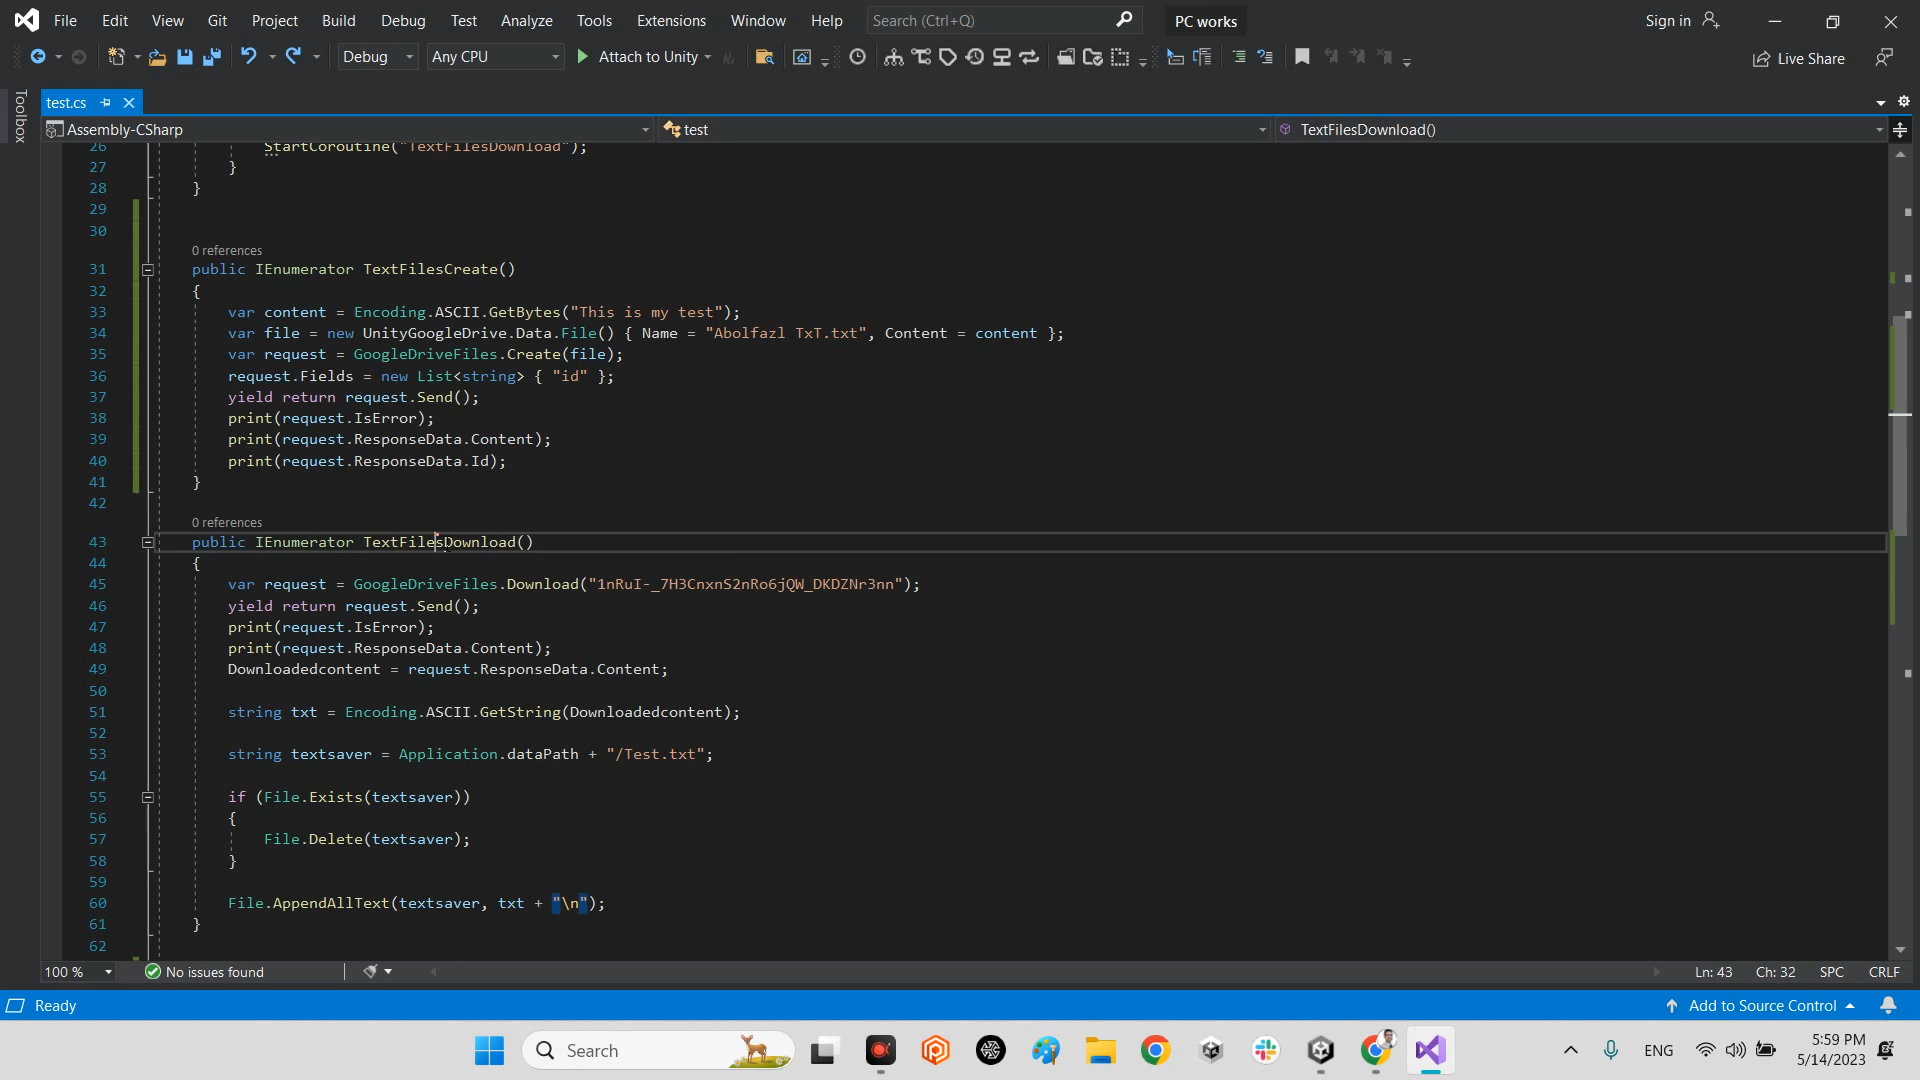 File Edit View Git Project Build Debug Test Analyze Tools Extensions Window Help Search (Ctrl+Q) PC works Sign in
Debug Any CPU Attach to Unity Live Share
Toolbox
test.cs
Assembly-CSharp test TextFilesDownload()
26 StartCoroutine("TextFilesDownload");
27 }
28 }
29
30
0 references
31 public IEnumerator TextFilesCreate()
32 {
33 var content = Encoding.ASCII.GetBytes("This is my test");
34 var file = new UnityGoogleDrive.Data.File() { Name = "Abolfazl TxT.txt", Content = content };
35 var request = GoogleDriveFiles.Create(file);
36 request.Fields = new List<string> { "id" };
37 yield return request.Send();
38 print(request.IsError);
39 print(request.ResponseData.Content);
40 print(request.ResponseData.Id);
41 }
42
0 references
43 public IEnumerator TextFilesDownload()
44 {
45 var request = GoogleDriveFiles.Download("1nRuI-_7H3CnxnS2nRo6jQW_DKDZNr3nn");
46 yield return request.Send();
47 print(request.IsError);
48 print(request.ResponseData.Content);
49 Downloadedcontent = request.ResponseData.Content;
50
51 string txt = Encoding.ASCII.GetString(Downloadedcontent);
52
53 string textsaver = Application.dataPath + "/Test.txt";
54
55 if (File.Exists(textsaver))
56 {
57 File.Delete(textsaver);
58 }
59
60 File.AppendAllText(textsaver, txt + "\n");
61 }
62
100 % No issues found Ln: 43 Ch: 32 SPC CRLF
Ready Add to Source Control
Search ENG 5:59 PM
5/14/2023